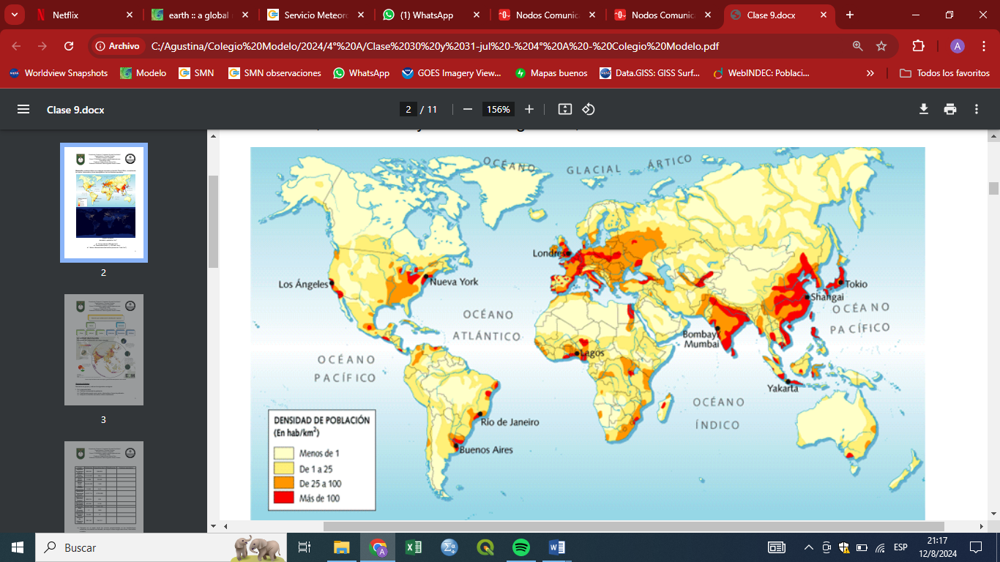 Netflix
earth :: a global
Servicio Meteoro
(1) WhatsApp
Nodos Comunic
Nodos Comunic
Clase 9.docx
Archivo
C:/Agustina/Colegio%20Modelo/2024/4°%20A/Clase%2030%20y%2031-jul%20-%204°%20A%20-%20Colegio%20Modelo.pdf
A
Worldview Snapshots
Modelo
SMN
SMN observaciones
WhatsApp
GOES Imagery View...
Mapas buenos
Data.GISS: GISS Surf...
WebINDEC: Poblaci...
Todos los favoritos
Clase 9.docx
2 / 11
156%
2
3
OCÉANO GLACIAL ÁRTICO
Londres
Los Ángeles
Nueva York
Tokio
Shangai
OCÉANO
PACÍFICO
OCÉANO
ATLÁNTICO
Bombay
Mumbai
Lagos
OCÉANO
PACÍFICO
Yakarta
OCÉANO
ÍNDICO
Río de Janeiro
Buenos Aires
DENSIDAD DE POBLACIÓN
(En hab/km²)
Menos de 1
De 1 a 25
De 25 a 100
Más de 100
Buscar
ESP
21:17
12/8/2024